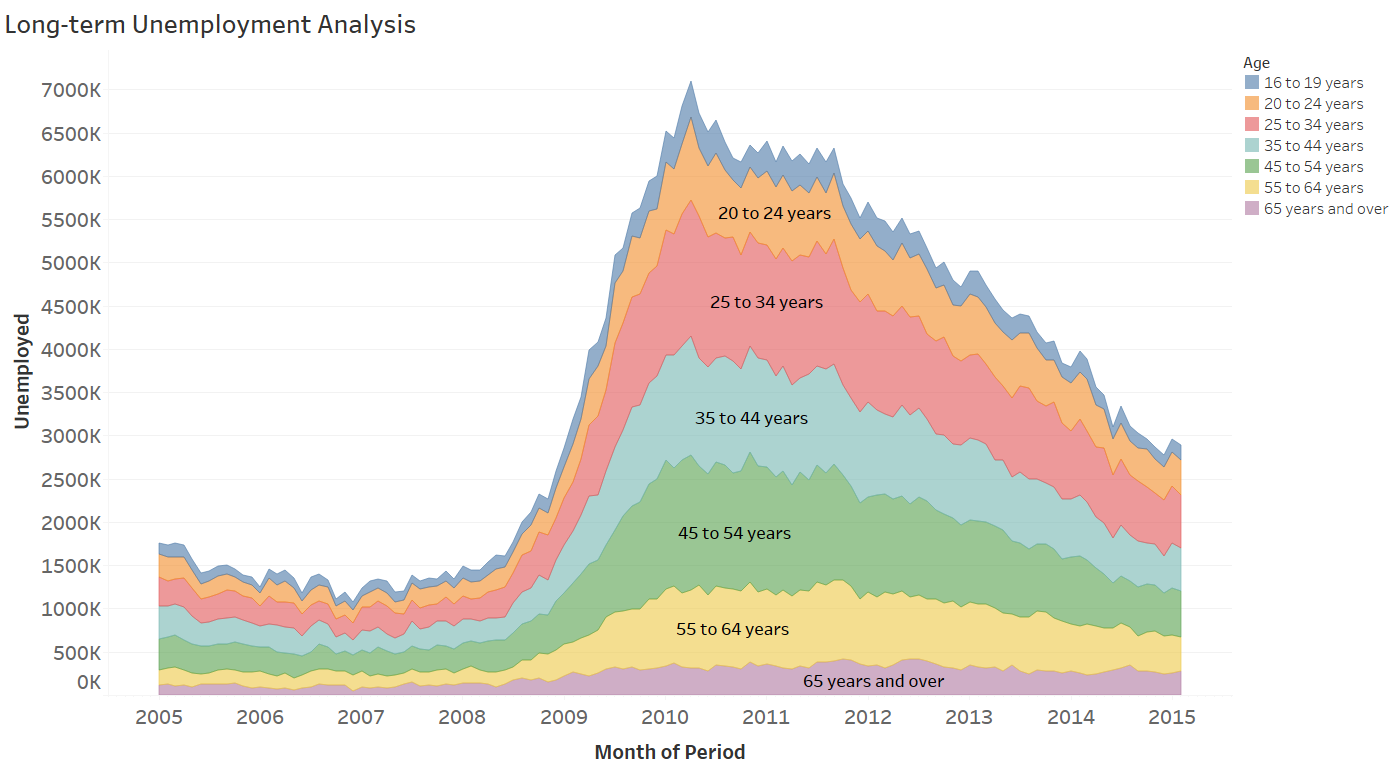 Long-term Unemployment Analysis
Age
16 to 19 years
20 to 24 years
25 to 34 years
35 to 44 years
45 to 54 years
55 to 64 years
65 years and over
Unemployed
7000K
6500K
6000K
5500K
5000K
4500K
4000K
3500K
3000K
2500K
2000K
1500K
1000K
500K
0K
20 to 24 years
25 to 34 years
35 to 44 years
45 to 54 years
55 to 64 years
65 years and over
2005 2006 2007 2008 2009 2010 2011 2012 2013 2014 2015
Month of Period